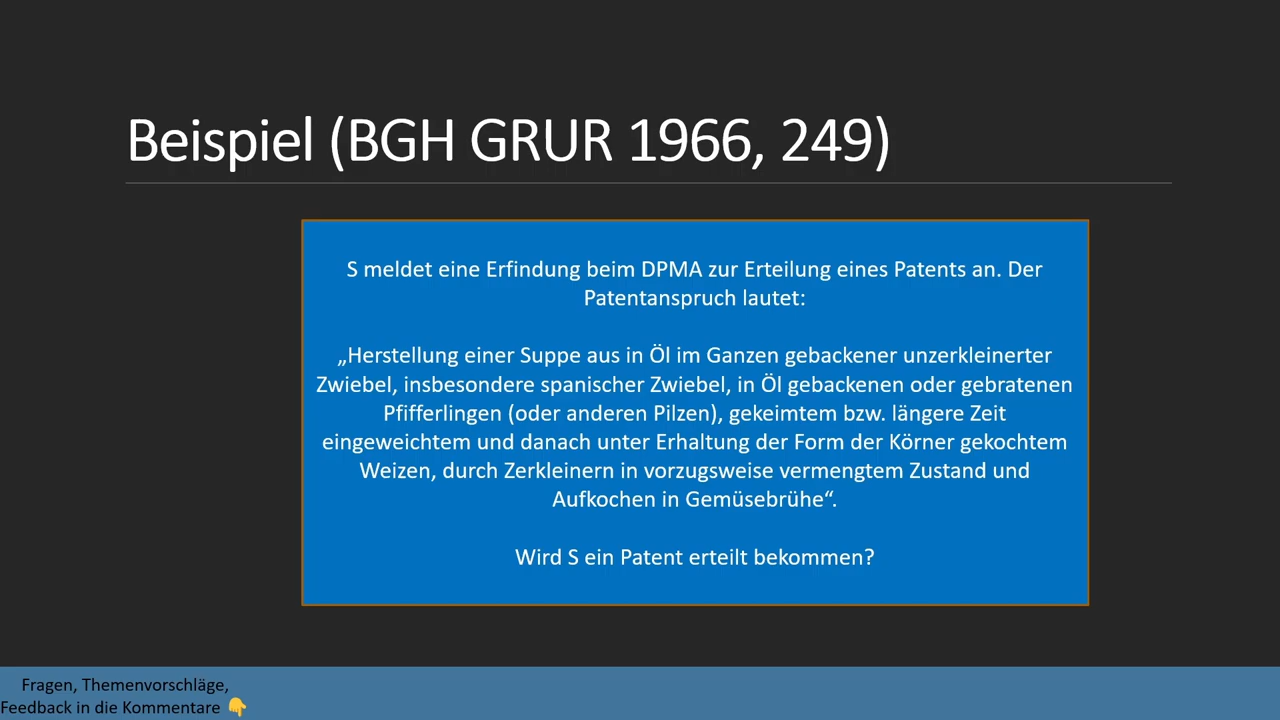 Beispiel (BGH GRUR 1966, 249)
S meldet eine Erfindung beim DPMA zur Erteilung eines Patents an. Der
Patentanspruch lautet:
„Herstellung einer Suppe aus in Öl im Ganzen gebackener unzerkleinerter
Zwiebel, insbesondere spanischer Zwiebel, in Öl gebackenen oder gebratenen
Pfifferlingen (oder anderen Pilzen), gekeimtem bzw. längere Zeit
eingeweichtem und danach unter Erhaltung der Form der Körner gekochtem
Weizen, durch Zerkleinern in vorzugsweise vermengtem Zustand und
Aufkochen in Gemüsebrühe“.
Wird S ein Patent erteilt bekommen?
Fragen, Themenvorschläge,
Feedback in die Kommentare 👇